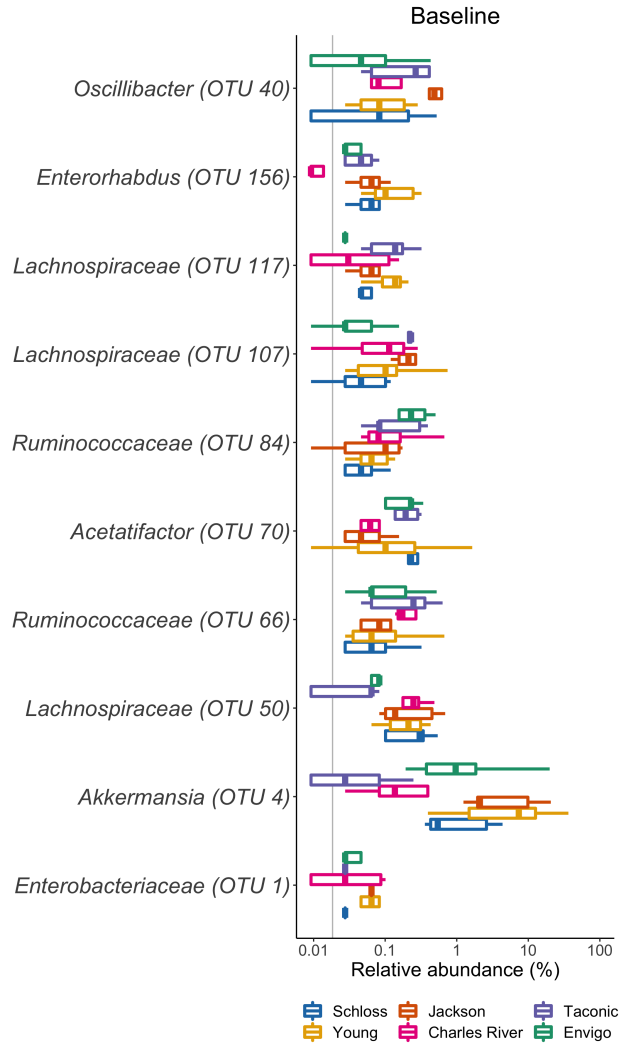 Baseline
Oscillibacter (OTU 40)
Enterorhabdus (OTU 156)
Lachnospiraceae (OTU 117)
Lachnospiraceae (OTU 107)
Ruminococcaceae (OTU 84)
Acetatifactor (OTU 70)
Ruminococcaceae (OTU 66)
Lachnospiraceae (OTU 50)
Akkermansia (OTU 4)
Enterobacteriaceae (OTU 1)
0.01 0.1 1 10 100
Relative abundance (%)
Schloss Jackson Taconic
Young Charles River Envigo